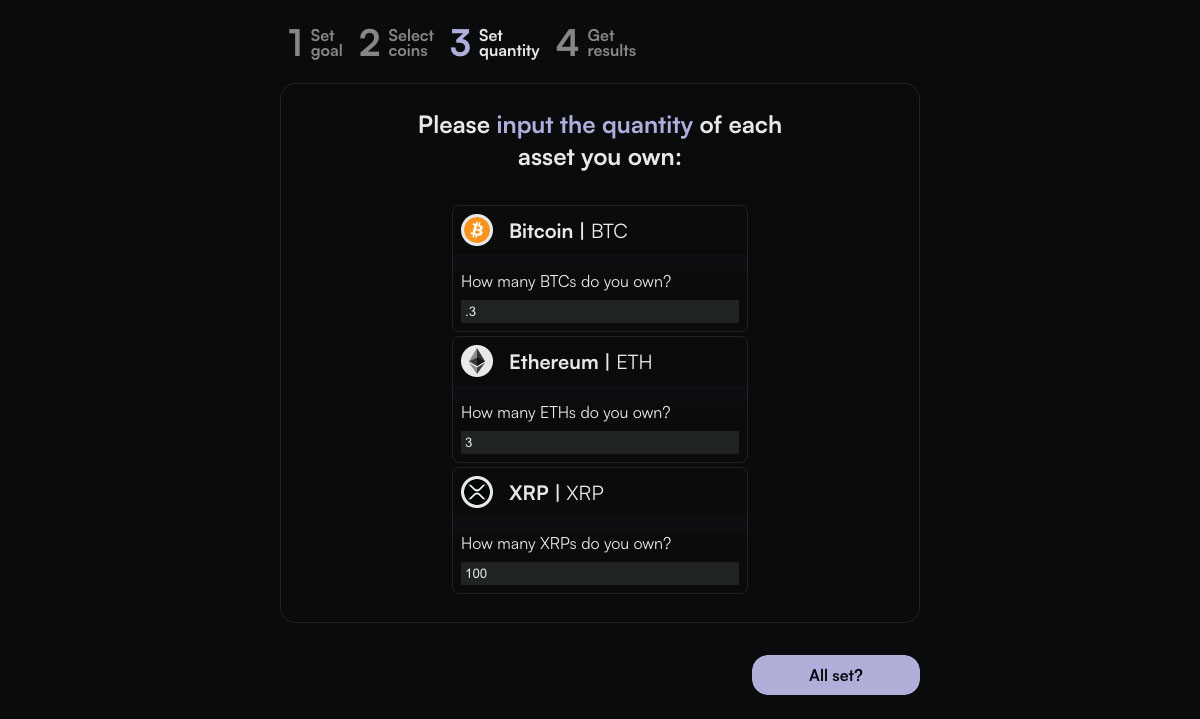 1 Set goal 2 Select coins 3 Set quantity 4 Get results
Please input the quantity of each
asset you own:
Bitcoin | BTC
How many BTCs do you own?
.3
Ethereum | ETH
How many ETHs do you own?
3
XRP | XRP
How many XRPs do you own?
100
All set?